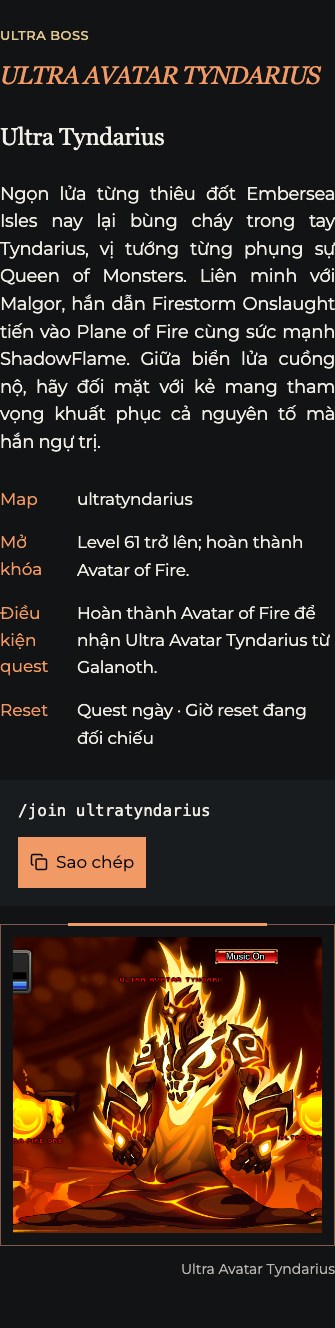 ULTRA BOSS
ULTRA AVATAR TYNDARIUS
Ultra Tyndarius
Ngọn lửa từng thiêu đốt Embersea
Isles nay lại bùng cháy trong tay
Tyndarius, vị tướng từng phụng sự
Queen of Monsters. Liên minh với
Malgor, hắn dẫn Firestorm Onslaught
tiến vào Plane of Fire cùng sức mạnh
ShadowFlame. Giữa biển lửa cuồng
nộ, hãy đối mặt với kẻ mang tham
vọng khuất phục cả nguyên tố mà
hắn ngự trị.
Map ultratyndarius
Mở khóa Level 61 trở lên; hoàn thành
Avatar of Fire.
Điều kiện quest Hoàn thành Avatar of Fire để
nhận Ultra Avatar Tyndarius từ
Galanoth.
Reset Quest ngày · Giờ reset đang
đối chiếu
/join ultratyndarius
Sao chép
Music On
ULTRA AVATAR TYNDARIUS
Ultra Avatar Tyndarius